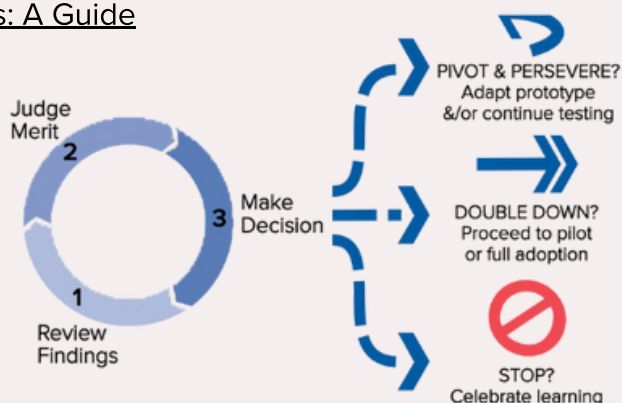 s: A Guide
Judge
Merit
2
3
1
Make
Decision
Review
Findings
PIVOT & PERSEVERE?
Adapt prototype
&/or continue testing
DOUBLE DOWN?
Proceed to pilot
or full adoption
STOP?
Celebrate learning